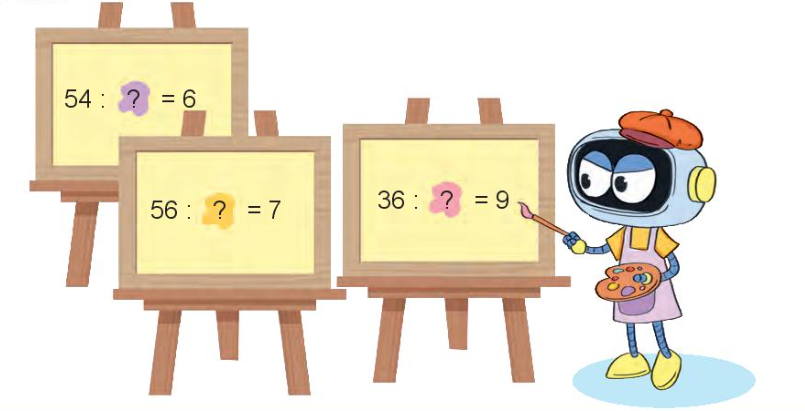 54 : ? = 6
56 : ? = 7
36 : ? = 9